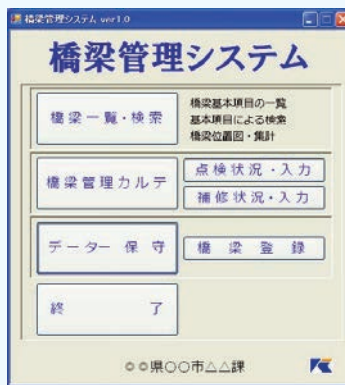 橋梁管理システム ver1.0
橋梁管理システム
橋梁一覧・検索
橋梁基本項目の一覧
基本項目による検索
橋梁位置図・集計
橋梁管理カルテ
点検状況・入力
補修状況・入力
データー 保 守
橋 梁 登 録
終 了
○○県○○市△△課